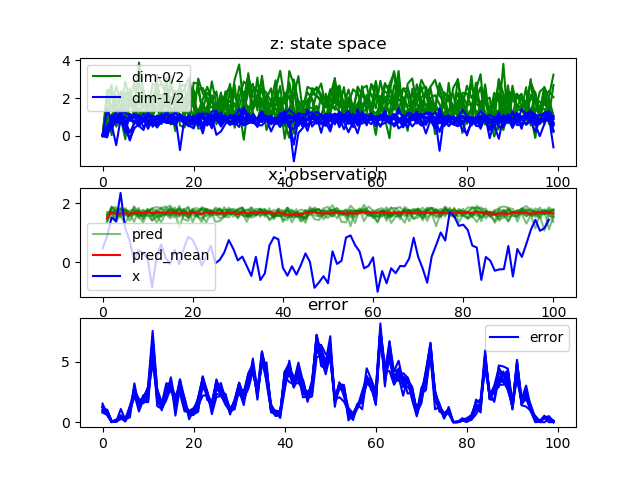 z: state space
4
2
0
dim-0/2
dim-1/2
0 20 40 60 80 100
x: observation
2
0
pred
pred_mean
x
0 20 40 60 80 100
error
5
0
error
0 20 40 60 80 100